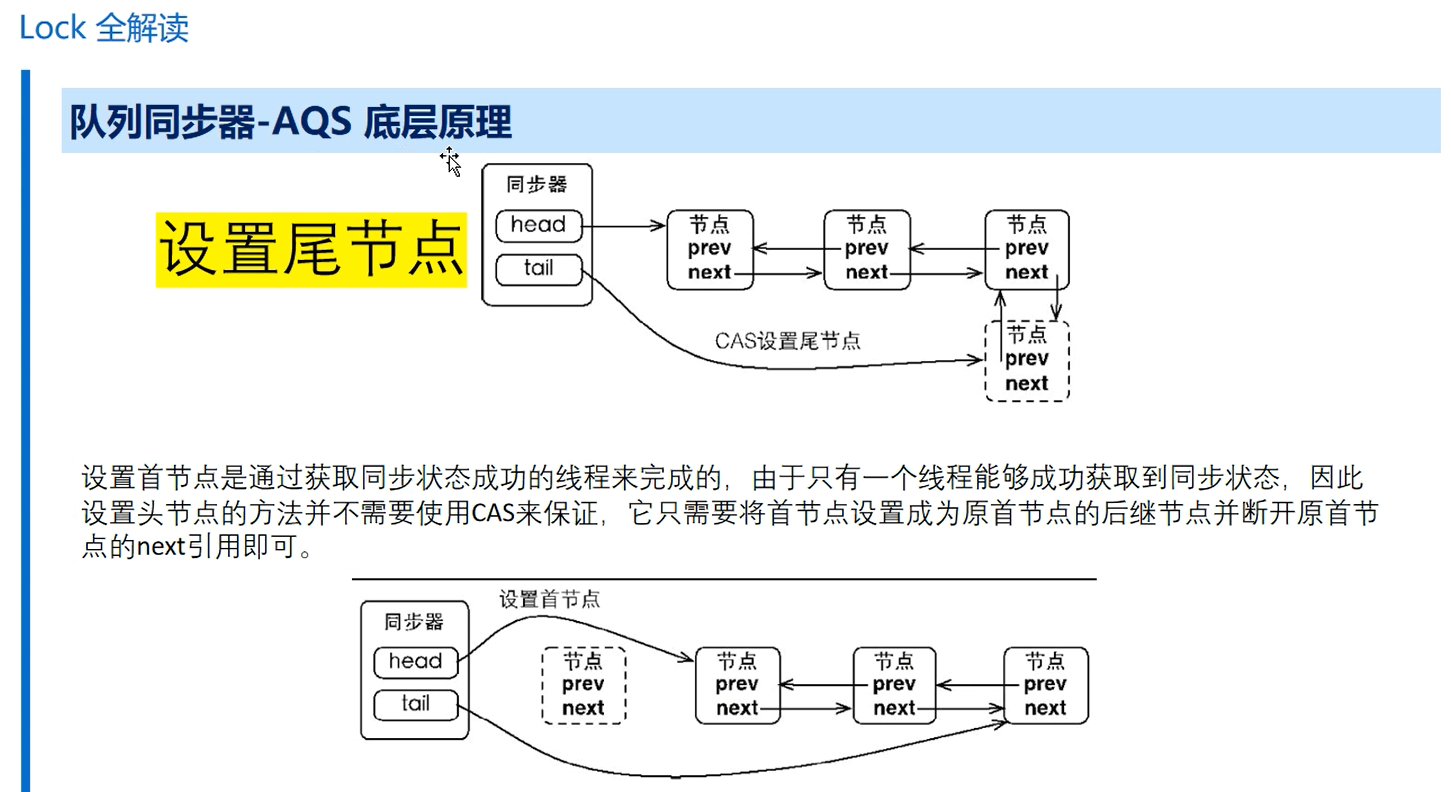 Lock 全解读
队列同步器-AQS 底层原理
设置尾节点
同步器
head
tail
节点
prev
next
节点
prev
next
节点
prev
next
CAS设置尾节点
节点
prev
next
设置首节点是通过获取同步状态成功的线程来完成的，由于只有一个线程能够成功获取到同步状态，因此
设置头节点的方法并不需要使用CAS来保证，它只需要将首节点设置成为原首节点的后继节点并断开原首节
点的next引用即可。
设置首节点
同步器
head
tail
节点
prev
next
节点
prev
next
节点
prev
next
节点
prev
next